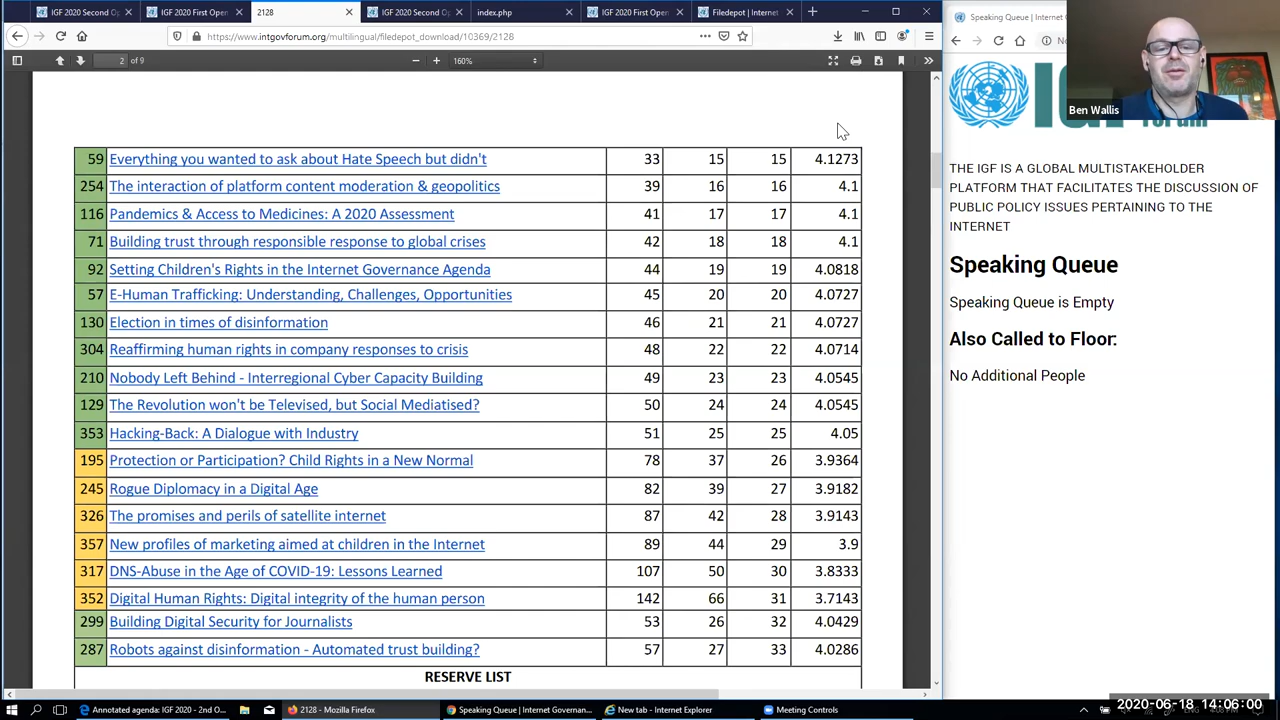 IGF 2020 Second Op
IGF 2020 First Open
2128
IGF 2020 Second O
index.php
IGF 2020 First Open
Filedepot | Internet
https://www.intgovforum.org/multilingual/filedepot_download/10369/2128
2 of 9
160%
59 Everything you wanted to ask about Hate Speech but didn't 33 15 15 4.1273
254 The interaction of platform content moderation & geopolitics 39 16 16 4.1
116 Pandemics & Access to Medicines: A 2020 Assessment 41 17 17 4.1
71 Building trust through responsible response to global crises 42 18 18 4.1
92 Setting Children's Rights in the Internet Governance Agenda 44 19 19 4.0818
57 E-Human Trafficking: Understanding, Challenges, Opportunities 45 20 20 4.0727
130 Election in times of disinformation 46 21 21 4.0727
304 Reaffirming human rights in company responses to crisis 48 22 22 4.0714
210 Nobody Left Behind - Interregional Cyber Capacity Building 49 23 23 4.0545
129 The Revolution won't be Televised, but Social Mediatised? 50 24 24 4.0545
353 Hacking-Back: A Dialogue with Industry 51 25 25 4.05
195 Protection or Participation? Child Rights in a New Normal 78 37 26 3.9364
245 Rogue Diplomacy in a Digital Age 82 39 27 3.9182
326 The promises and perils of satellite internet 87 42 28 3.9143
357 New profiles of marketing aimed at children in the Internet 89 44 29 3.9
317 DNS-Abuse in the Age of COVID-19: Lessons Learned 107 50 30 3.8333
352 Digital Human Rights: Digital integrity of the human person 142 66 31 3.7143
299 Building Digital Security for Journalists 53 26 32 4.0429
287 Robots against disinformation - Automated trust building? 57 27 33 4.0286
RESERVE LIST
Speaking Queue | Internet G
No
Ben Wallis
THE IGF IS A GLOBAL MULTISTAKEHOLDER
PLATFORM THAT FACILITATES THE DISCUSSION OF
PUBLIC POLICY ISSUES PERTAINING TO THE
INTERNET
Speaking Queue
Speaking Queue is Empty
Also Called to Floor:
No Additional People
Annotated agenda: IGF 2020 - 2nd O...
2128 - Mozilla Firefox
Speaking Queue | Internet Governan...
New tab - Internet Explorer
Meeting Controls
2020-06-18 14:06:00